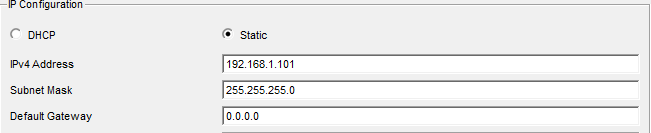 IP Configuration
DHCP Static
IPv4 Address 192.168.1.101
Subnet Mask 255.255.255.0
Default Gateway 0.0.0.0